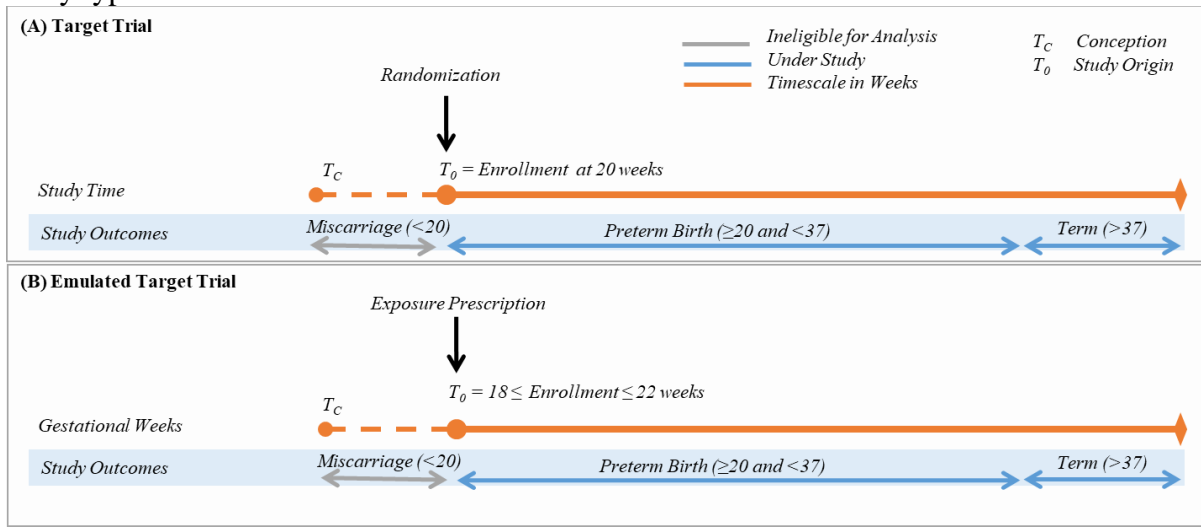 (A) Target Trial
Ineligible for Analysis
Under Study
Timescale in Weeks
T_C Conception
T_0 Study Origin
Randomization
T_C
T_0 = Enrollment at 20 weeks
Study Time
Study Outcomes
Miscarriage (<20)
Preterm Birth (≥20 and <37)
Term (>37)
(B) Emulated Target Trial
Exposure Prescription
T_0 = 18 ≤ Enrollment ≤ 22 weeks
T_C
Gestational Weeks
Study Outcomes
Miscarriage (<20)
Preterm Birth (≥20 and <37)
Term (>37)